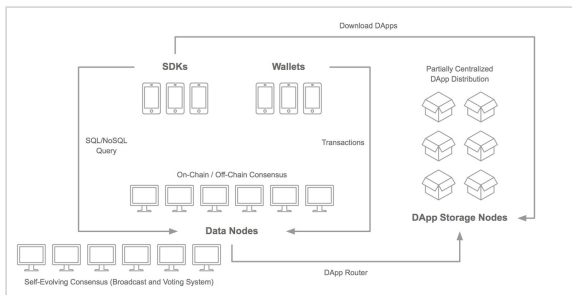 Download DApps
SDKs
Wallets
Partially Centralized
DApp Distribution
SQL/NoSQL
Query
Transactions
On-Chain / Off-Chain Consensus
Data Nodes
DApp Storage Nodes
DApp Router
Self-Evolving Consensus (Broadcast and Voting System)